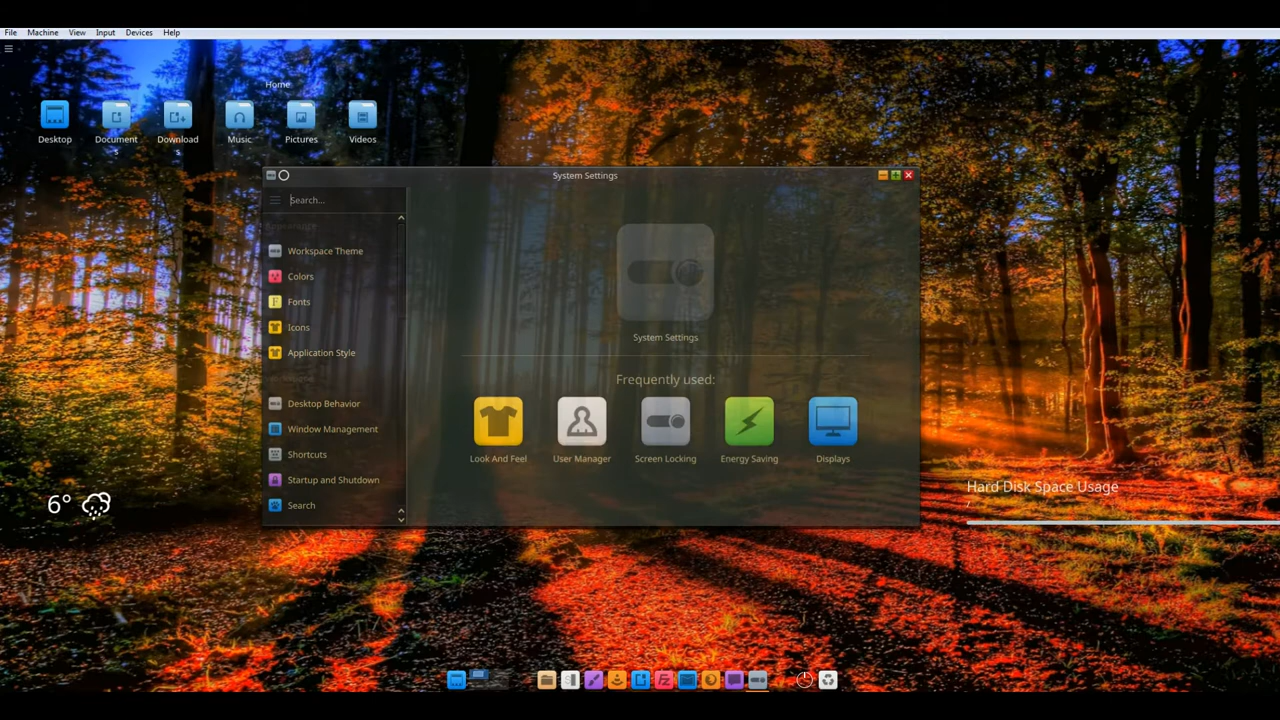 File Machine View Input Devices Help
Home
Desktop
Document
s
Download
s
Music
Pictures
Videos
System Settings
Search...
Appearance
Workspace Theme
Colors
Fonts
Icons
Application Style
Workspace
Desktop Behavior
Window Management
Shortcuts
Startup and Shutdown
Search
System Settings
Frequently used:
Look And Feel
User Manager
Screen Locking
Energy Saving
Displays
6°
Hard Disk Space Usage
/